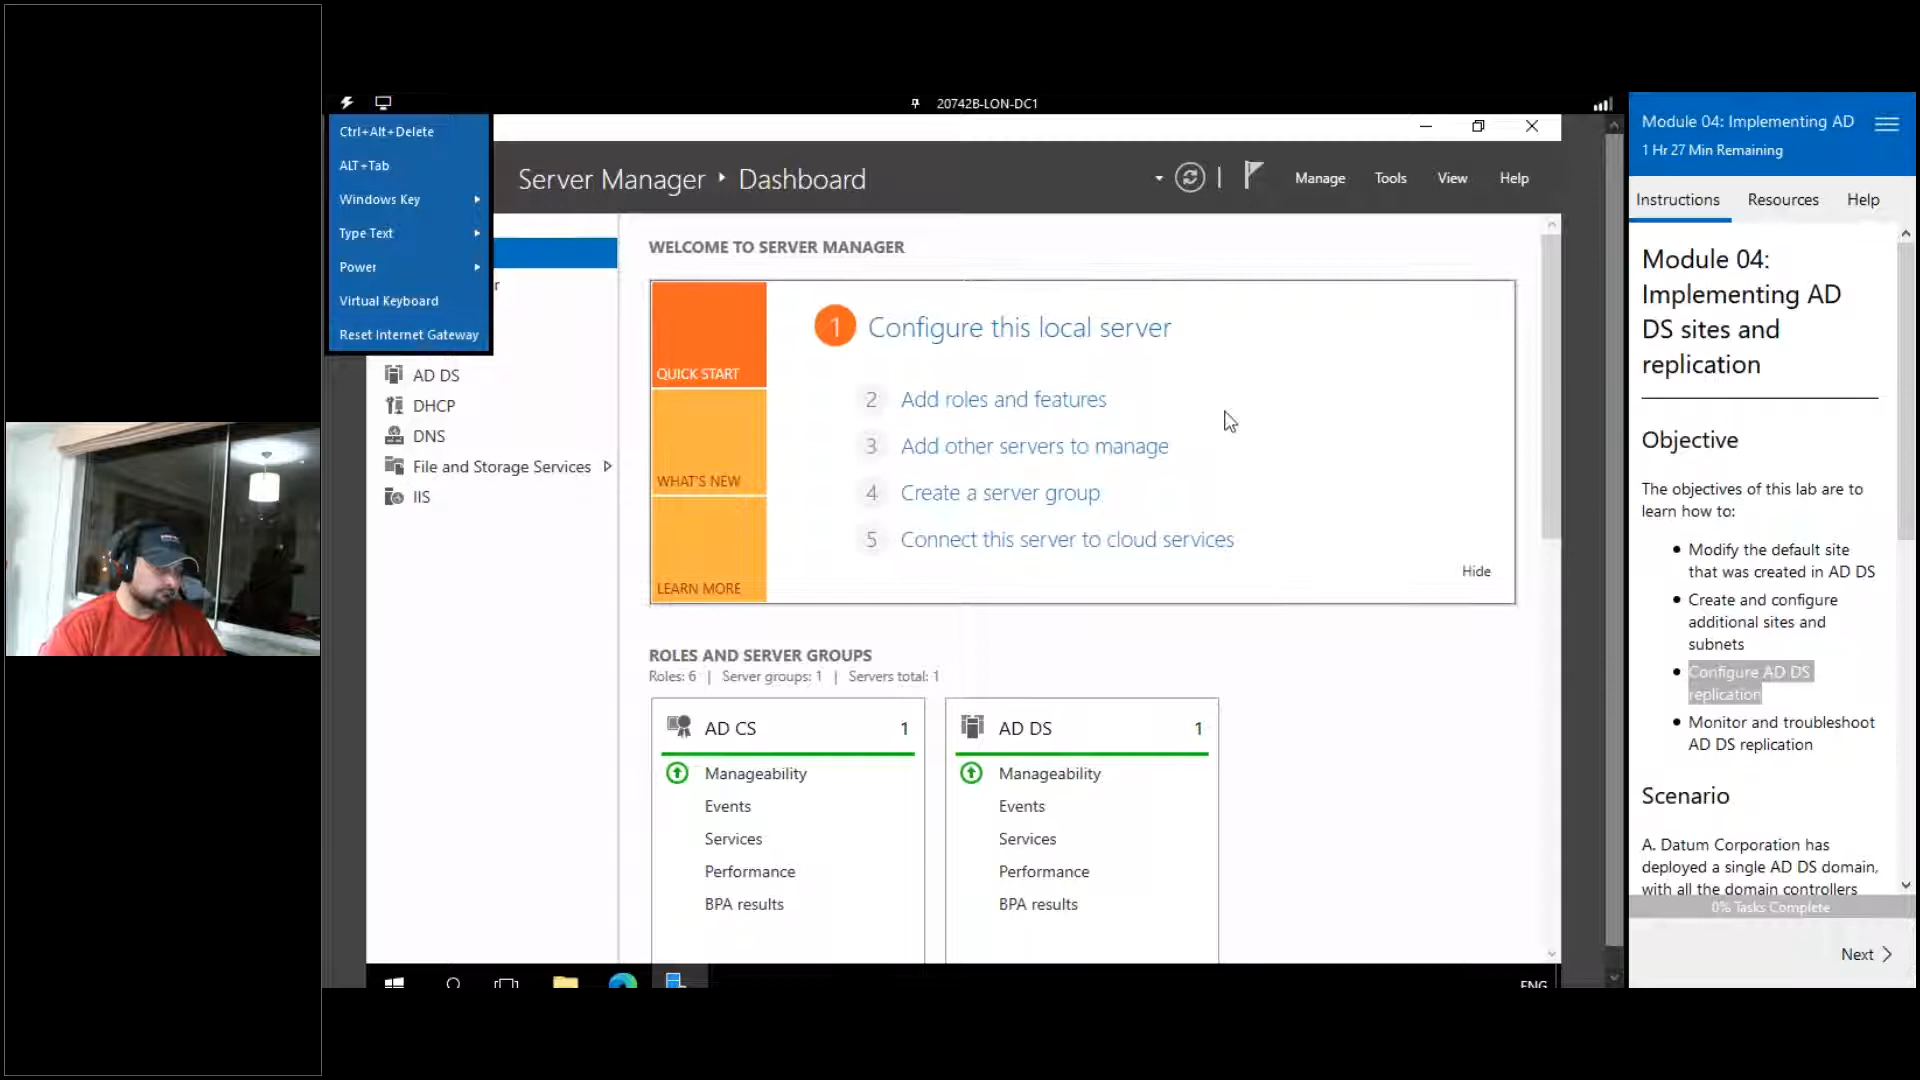 20742B-LON-DC1
Ctrl+Alt+Delete
ALT+Tab
Windows Key
Type Text
Power
Virtual Keyboard
Reset Internet Gateway
Server Manager
Dashboard
Manage
Tools
View
Help
AD DS
DHCP
DNS
File and Storage Services
IIS
WELCOME TO SERVER MANAGER
QUICK START
WHAT'S NEW
LEARN MORE
1 Configure this local server
2 Add roles and features
3 Add other servers to manage
4 Create a server group
5 Connect this server to cloud services
Hide
ROLES AND SERVER GROUPS
Roles: 6 | Server groups: 1 | Servers total: 1
AD CS 1
Manageability
Events
Services
Performance
BPA results
AD DS 1
Manageability
Events
Services
Performance
BPA results
ENG
Module 04: Implementing AD
1 Hr 27 Min Remaining
Instructions
Resources
Help
Module 04:
Implementing AD
DS sites and
replication
Objective
The objectives of this lab are to
learn how to:
Modify the default site
that was created in AD DS
Create and configure
additional sites and
subnets
Configure AD DS
replication
Monitor and troubleshoot
AD DS replication
Scenario
A. Datum Corporation has
deployed a single AD DS domain,
with all the domain controllers
0% Tasks Complete
Next